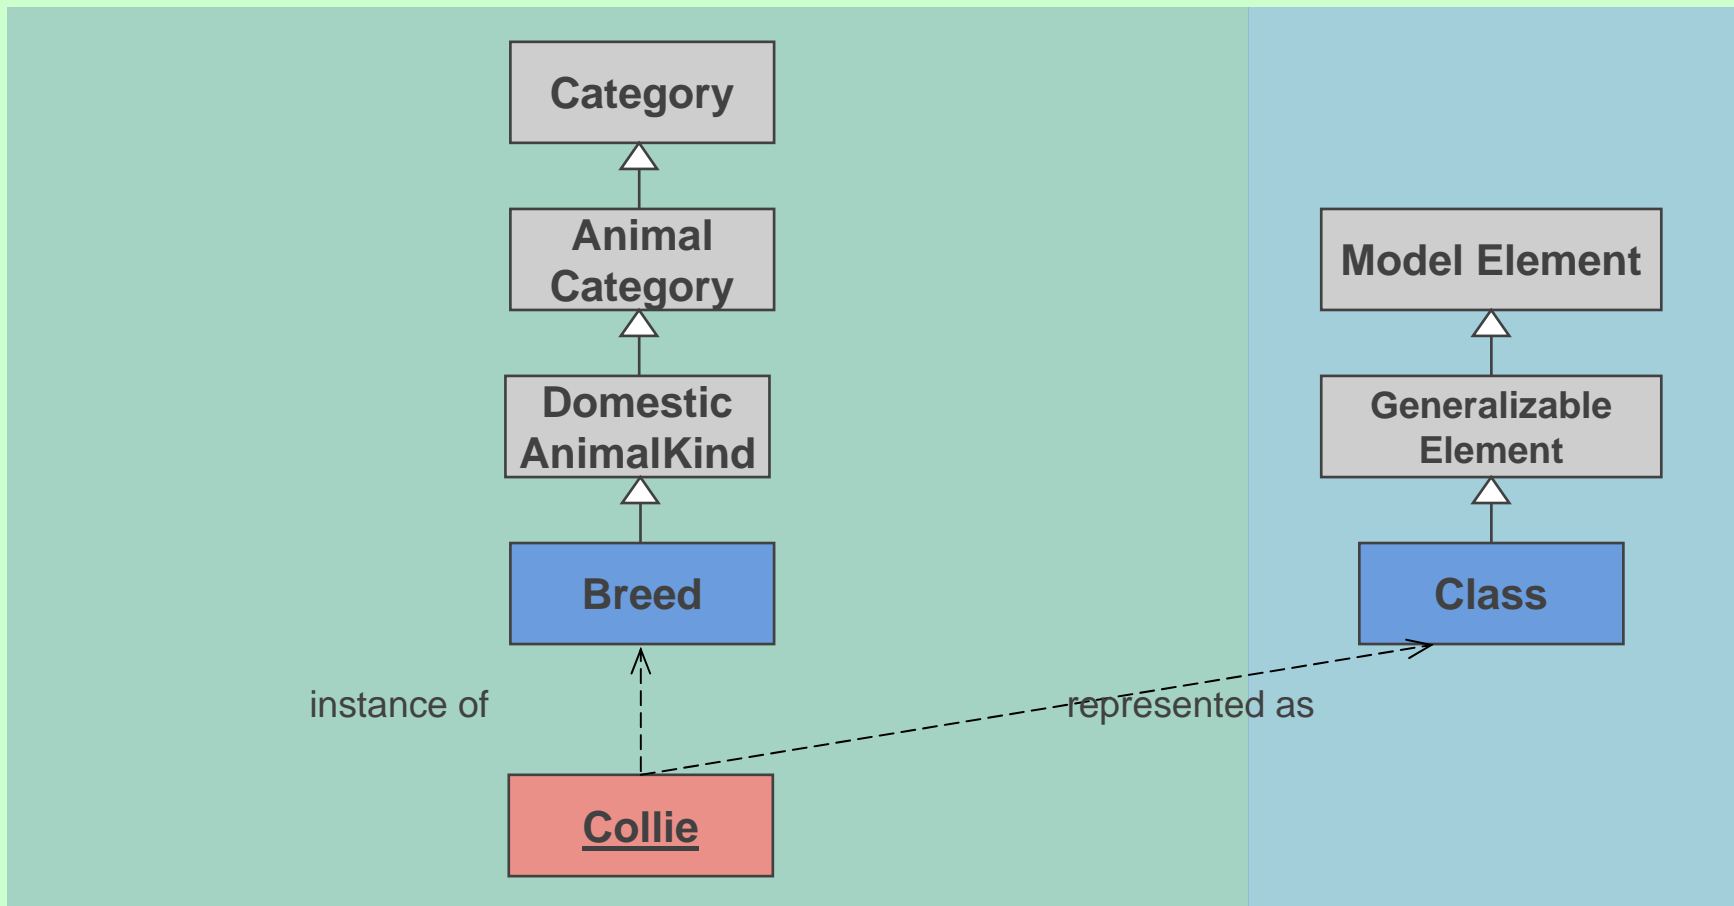 Category
Animal
Category
Model Element
Domestic
AnimalKind
Generalizable
Element
Breed
Class
instance of
represented as
Collie